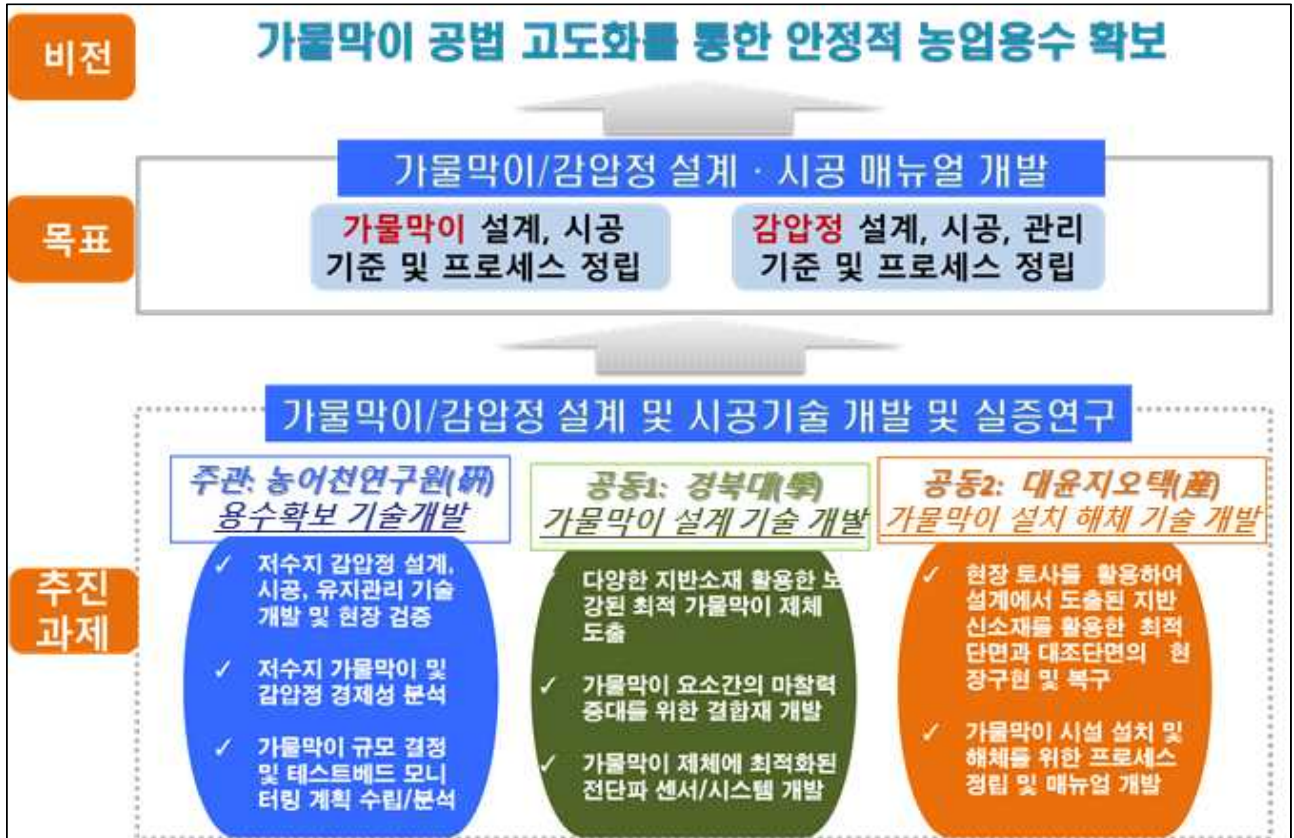 비전
가물막이 공법 고도화를 통한 안정적 농업용수 확보
목표
가물막이/감압정 설계 · 시공 매뉴얼 개발
가물막이 설계, 시공
기준 및 프로세스 정립
감압정 설계, 시공, 관리
기준 및 프로세스 정립
추진
과제
가물막이/감압정 설계 및 시공기술 개발 및 실증연구
주관: 농어천연구원(硏)
용수확보 기술개발
✓ 저수지 감압정 설계,
시공, 유지관리 기술
개발 및 현장 검증
✓ 저수지 가물막이 및
감압정 경제성 분석
✓ 가물막이 규모 결정
및 테스트베드 모니
터링 계획 수립/분석
공동1: 경북대(學)
가물막이 설계 기술 개발
✓ 다양한 지반소재 활용한 보
강된 최적 가물막이 제체
도출
✓ 가물막이 요소간의 마찰력
증대를 위한 결합재 개발
✓ 가물막이 제체에 최적화된
전단파 센서/시스템 개발
공동2: 대윤지오텍(産)
가물막이 설치 해체 기술 개발
✓ 현장 토사를 활용하여
설계에서 도출된 지반
신소재를 활용한 최적
단면과 대조단면의 현
장구현 및 복구
✓ 가물막이 시설 설치 및
해체를 위한 프로세스
정립 및 매뉴얼 개발